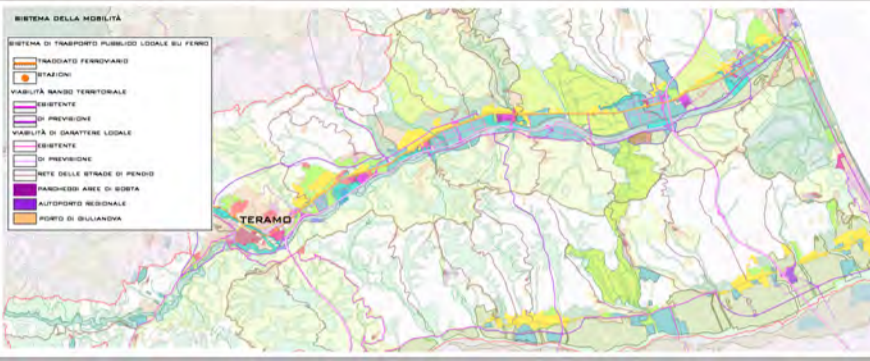 SISTEMA DELLA MOBILITÀ
SISTEMA DI TRASPORTO PUBBLICO LOCALE SU FERRO
TRACCIATO FERROVIARIO
STAZIONI
VIABILITÀ RANGO TERRITORIALE
ESISTENTE
DI PREVISIONE
VIABILITÀ DI CARATTERE LOCALE
ESISTENTE
DI PREVISIONE
RETE DELLE STRADE DI PENDIO
PARCHEGGI AREE DI SOSTA
AUTOPORTO REGIONALE
PORTO DI GIULIANOVA
TERAMO